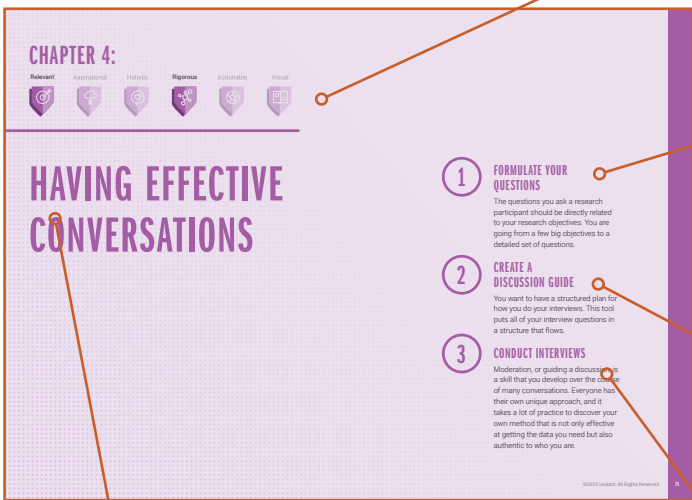 CHAPTER 4:
Relevant Aspirational Holistic Rigorous Actionable Visual
HAVING EFFECTIVE
CONVERSATIONS
1
FORMULATE YOUR
QUESTIONS
The questions you ask a research
participant should be directly related
to your research objectives. You are
going from a few big objectives to a
detailed set of questions.
2
CREATE A
DISCUSSION GUIDE
You want to have a structured plan for
how you do your interviews. This tool
puts all of your interview questions in
a structure that flows.
3
CONDUCT INTERVIEWS
Moderation, or guiding a discussion, is
a skill that you develop over the course
of many conversations. Everyone has
their own unique approach, and it
takes a lot of practice to discover your
own method that is not only effective
at getting the data you need but also
authentic to who you are.
©2023 Lextant. All Rights Reserved